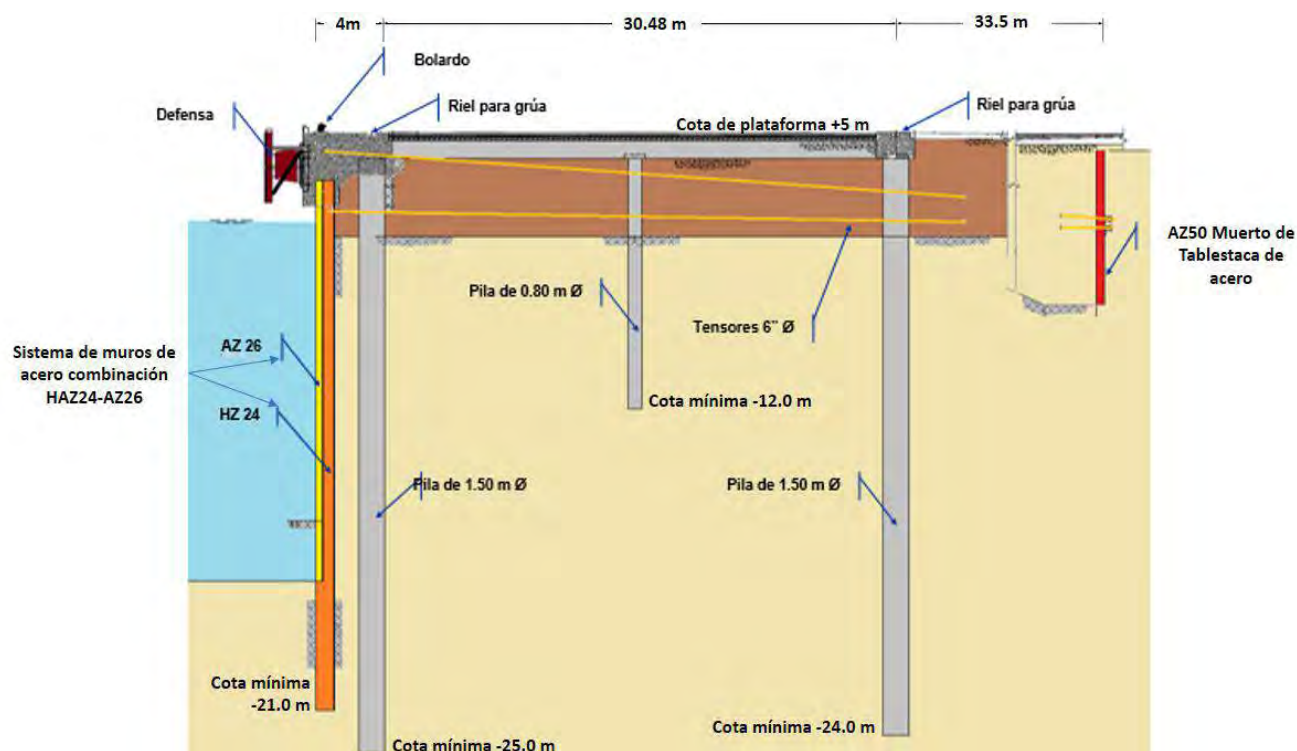 4m
30.48 m
33.5 m
Bolardo
Defensa
Riel para grúa
Riel para grúa
Cota de plataforma +5 m
AZ50 Muerto de
Tablestaca de
acero
Pila de 0.80 m Ø
Tensores 6" Ø
Sistema de muros de
acero combinación
HAZ24-AZ26
AZ 26
HZ 24
Cota mínima -12.0 m
Pila de 1.50 m Ø
Pila de 1.50 m Ø
Cota mínima
-21.0 m
Cota mínima -25.0 m
Cota mínima -24.0 m